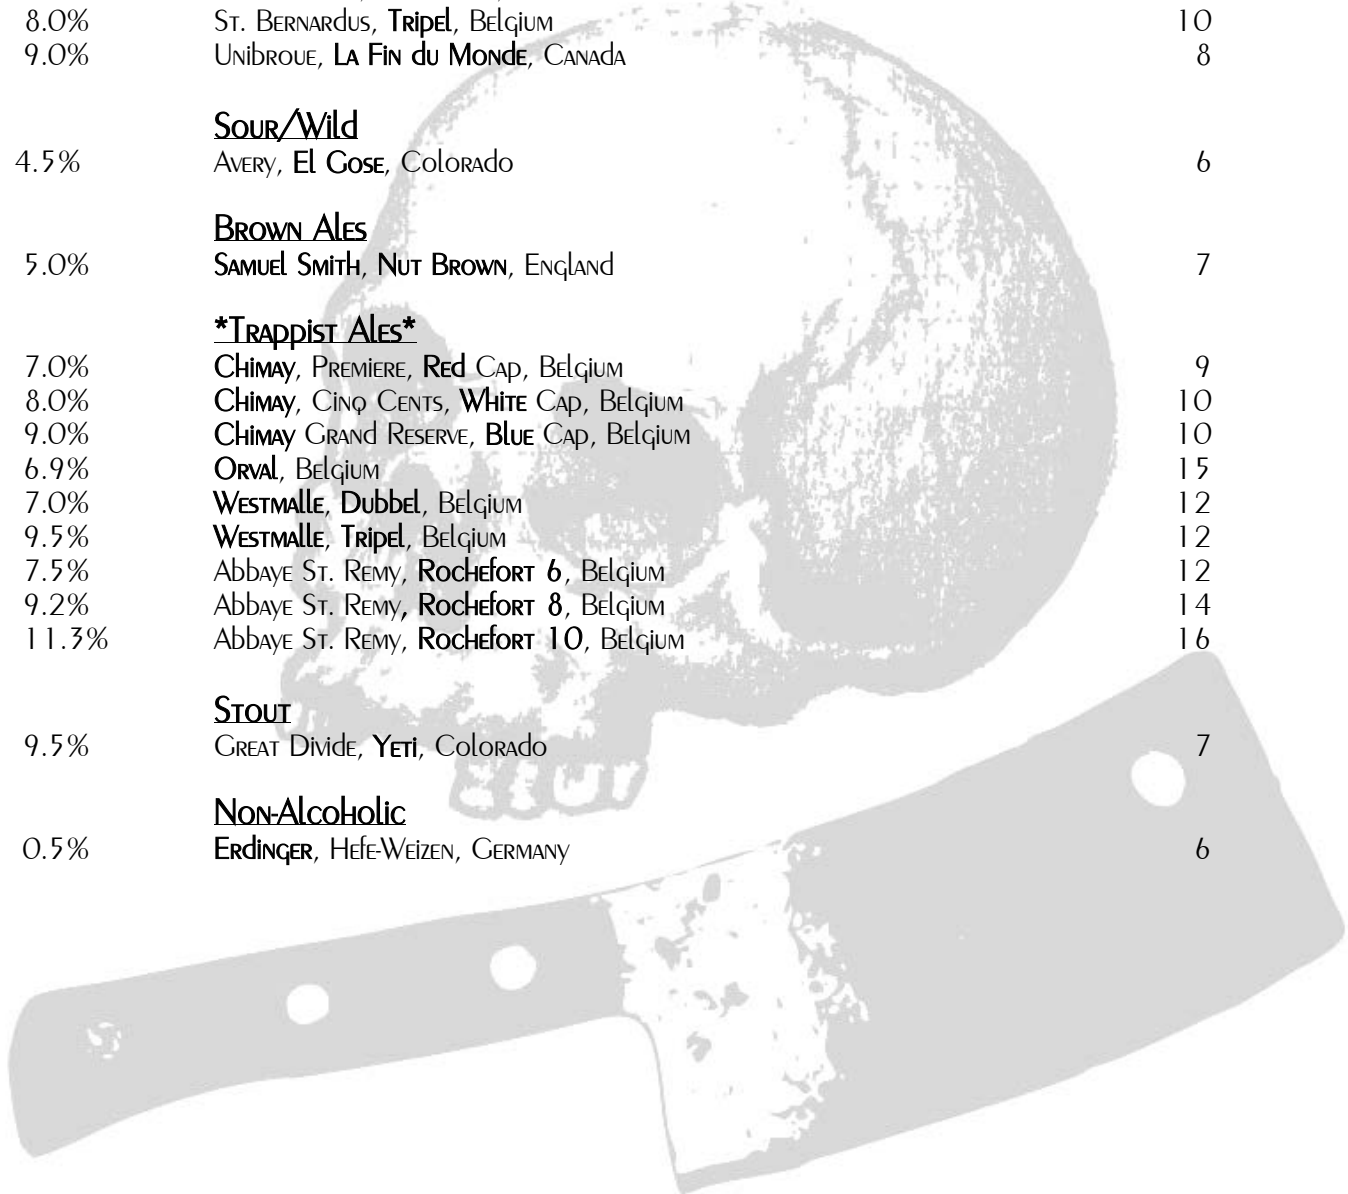 8.0% St. Bernardus, Tripel, Belgium 10
9.0% Unibroue, La Fin du Monde, Canada 8
Sour/Wild
4.5% Avery, El Gose, Colorado 6
Brown Ales
5.0% Samuel Smith, Nut Brown, England 7
*Trappist Ales*
7.0% Chimay, Premiere, Red Cap, Belgium 9
8.0% Chimay, Cinq Cents, White Cap, Belgium 10
9.0% Chimay Grand Reserve, Blue Cap, Belgium 10
6.9% Orval, Belgium 15
7.0% Westmalle, Dubbel, Belgium 12
9.5% Westmalle, Tripel, Belgium 12
7.5% Abbaye St. Remy, Rochefort 6, Belgium 12
9.2% Abbaye St. Remy, Rochefort 8, Belgium 14
11.3% Abbaye St. Remy, Rochefort 10, Belgium 16
Stout
9.5% Great Divide, Yeti, Colorado 7
Non-Alcoholic
0.5% Erdinger, Hefe-Weizen, Germany 6